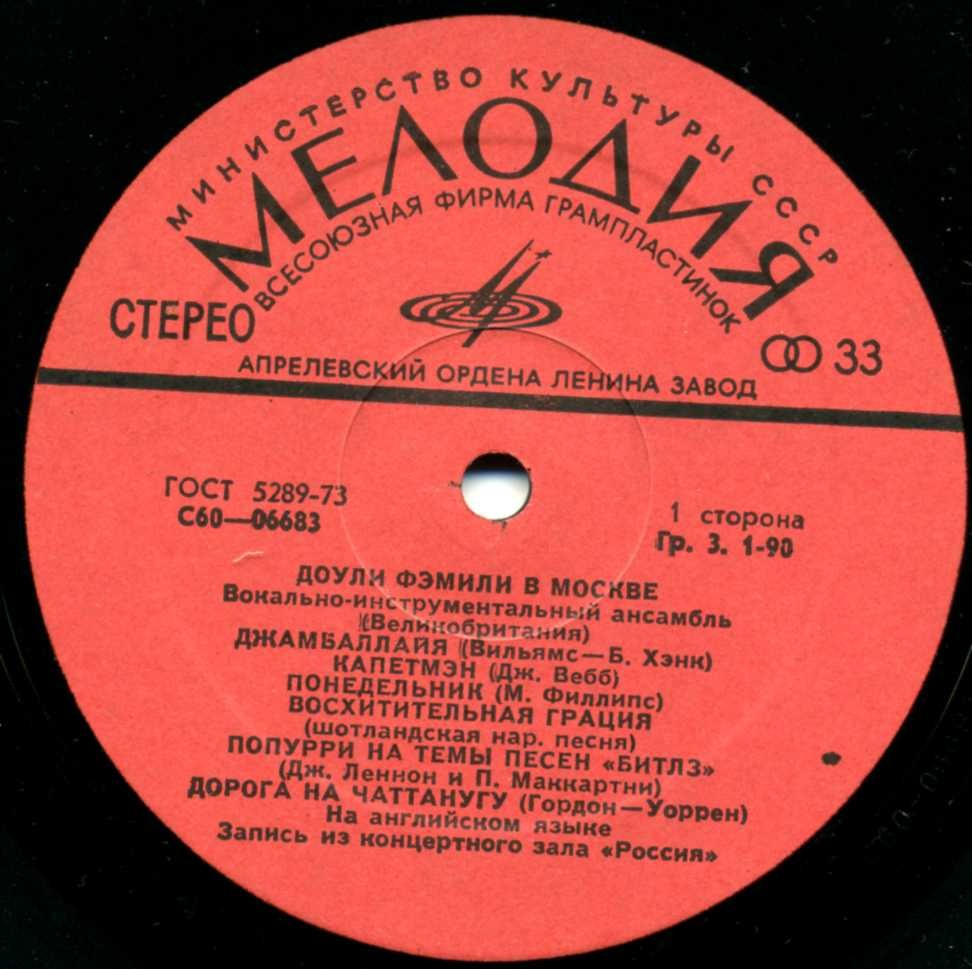 МИНИСТЕРСТВО КУЛЬТУРЫ СССР
МЕЛОДИЯ
ВСЕСОЮЗНАЯ ФИРМА ГРАМПЛАСТИНОК
СТЕРЕО
33
АПРЕЛЕВСКИЙ ОРДЕНА ЛЕНИНА ЗАВОД
ГОСТ 5289-73
С60—06683
1 сторона
Гр. 3. 1-90
ДОУЛИ ФЭМИЛИ В МОСКВЕ
Вокально-инструментальный ансамбль
(Великобритания)
ДЖАМБАЛЛАЙЯ (Вильямс—Б. Хэнк)
КАПЕТМЭН (Дж. Вебб)
ПОНЕДЕЛЬНИК (М. Филлипс)
ВОСХИТИТЕЛЬНАЯ ГРАЦИЯ
(шотландская нар. песня)
ПОПУРРИ НА ТЕМЫ ПЕСЕН «БИТЛЗ»
(Дж. Леннон и П. Маккартни)
ДОРОГА НА ЧАТТАНУГУ (Гордон—Уоррен)
На английском языке
Запись из концертного зала «Россия»